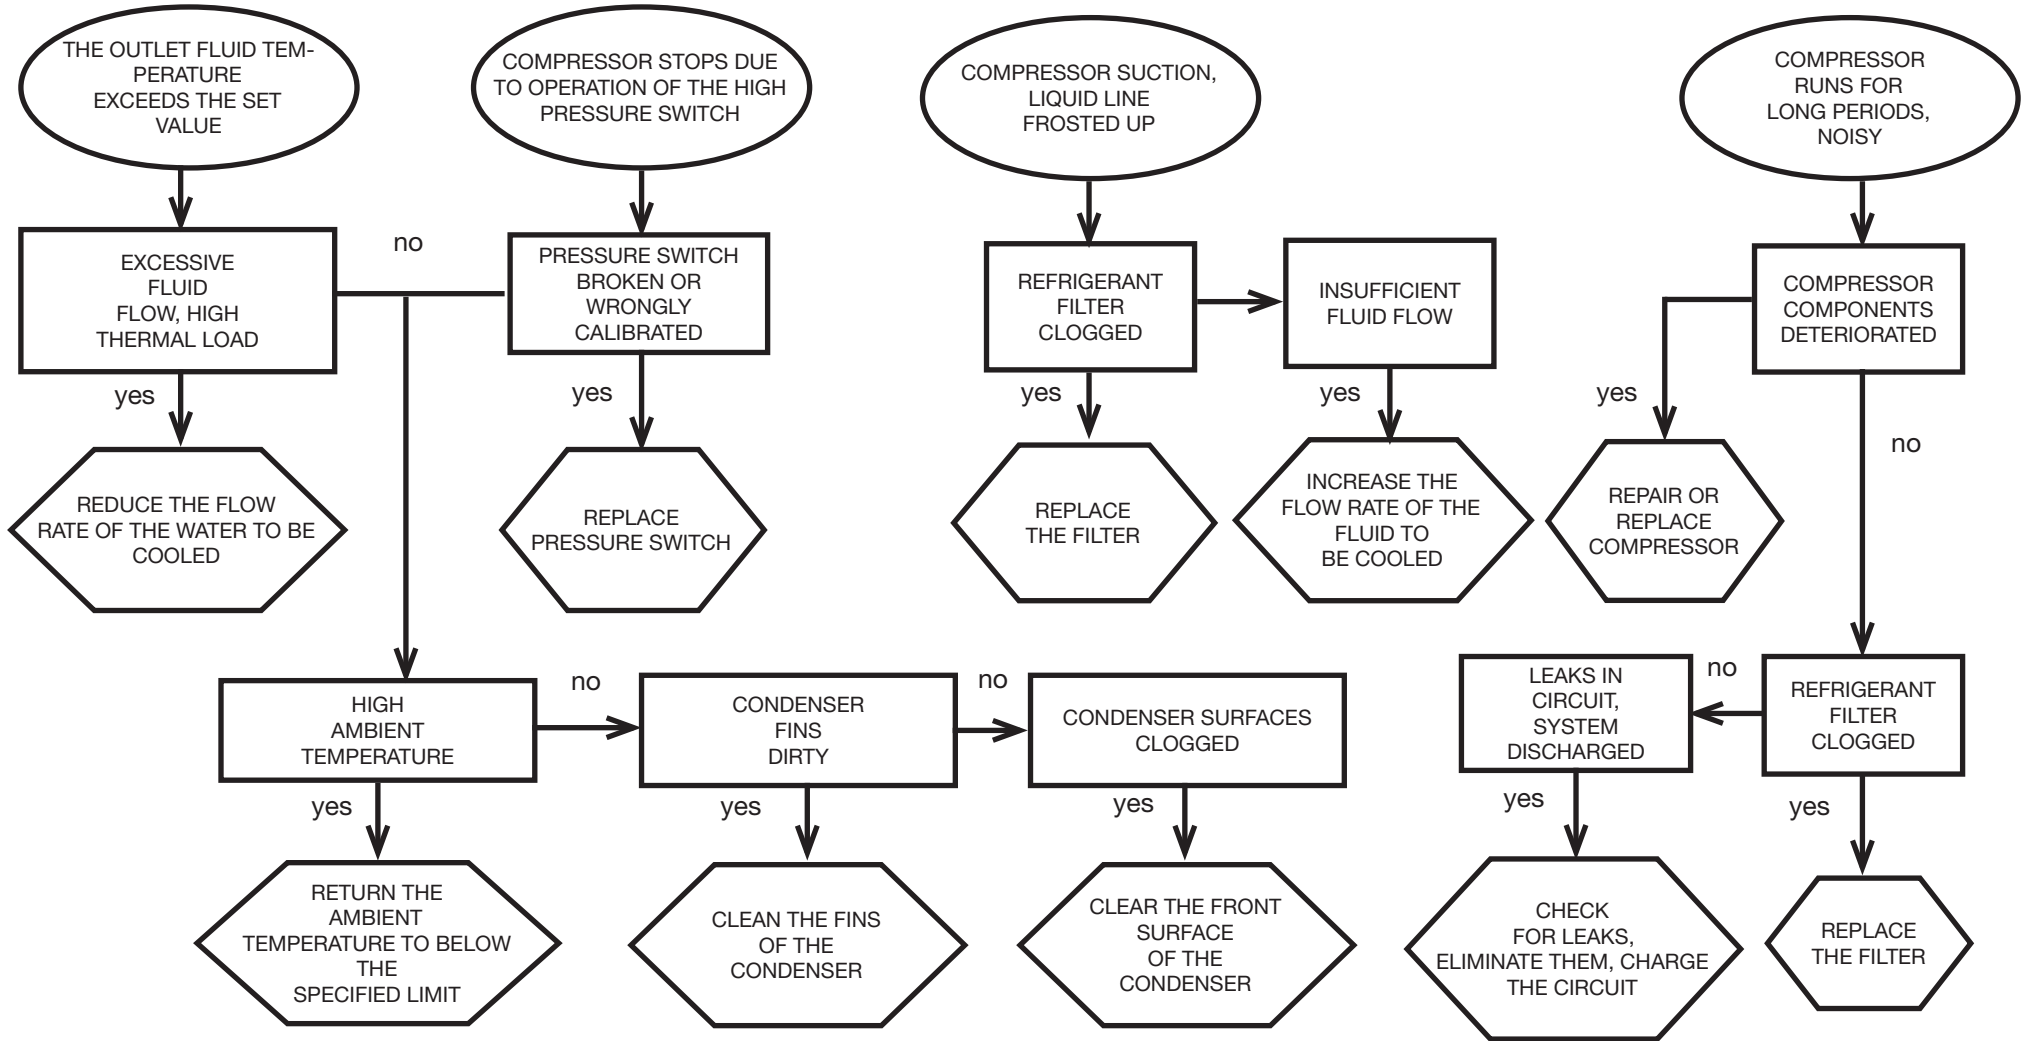 THE OUTLET FLUID TEM-
PERATURE
EXCEEDS THE SET
VALUE
COMPRESSOR STOPS DUE
TO OPERATION OF THE HIGH
PRESSURE SWITCH
COMPRESSOR SUCTION,
LIQUID LINE
FROSTED UP
COMPRESSOR
RUNS FOR
LONG PERIODS,
NOISY
EXCESSIVE
FLUID
FLOW, HIGH
THERMAL LOAD
no
PRESSURE SWITCH
BROKEN OR
WRONGLY
CALIBRATED
REFRIGERANT
FILTER
CLOGGED
INSUFFICIENT
FLUID FLOW
COMPRESSOR
COMPONENTS
DETERIORATED
yes
yes
yes
yes
yes
no
REDUCE THE FLOW
RATE OF THE WATER TO BE
COOLED
REPLACE
PRESSURE SWITCH
REPLACE
THE FILTER
INCREASE THE
FLOW RATE OF THE
FLUID TO
BE COOLED
REPAIR OR
REPLACE
COMPRESSOR
HIGH
AMBIENT
TEMPERATURE
no
CONDENSER
FINS
DIRTY
no
CONDENSER SURFACES
CLOGGED
LEAKS IN
CIRCUIT,
SYSTEM
DISCHARGED
no
REFRIGERANT
FILTER
CLOGGED
yes
yes
yes
yes
yes
RETURN THE
AMBIENT
TEMPERATURE TO BELOW
THE
SPECIFIED LIMIT
CLEAN THE FINS
OF THE
CONDENSER
CLEAR THE FRONT
SURFACE
OF THE
CONDENSER
CHECK
FOR LEAKS,
ELIMINATE THEM, CHARGE
THE CIRCUIT
REPLACE
THE FILTER